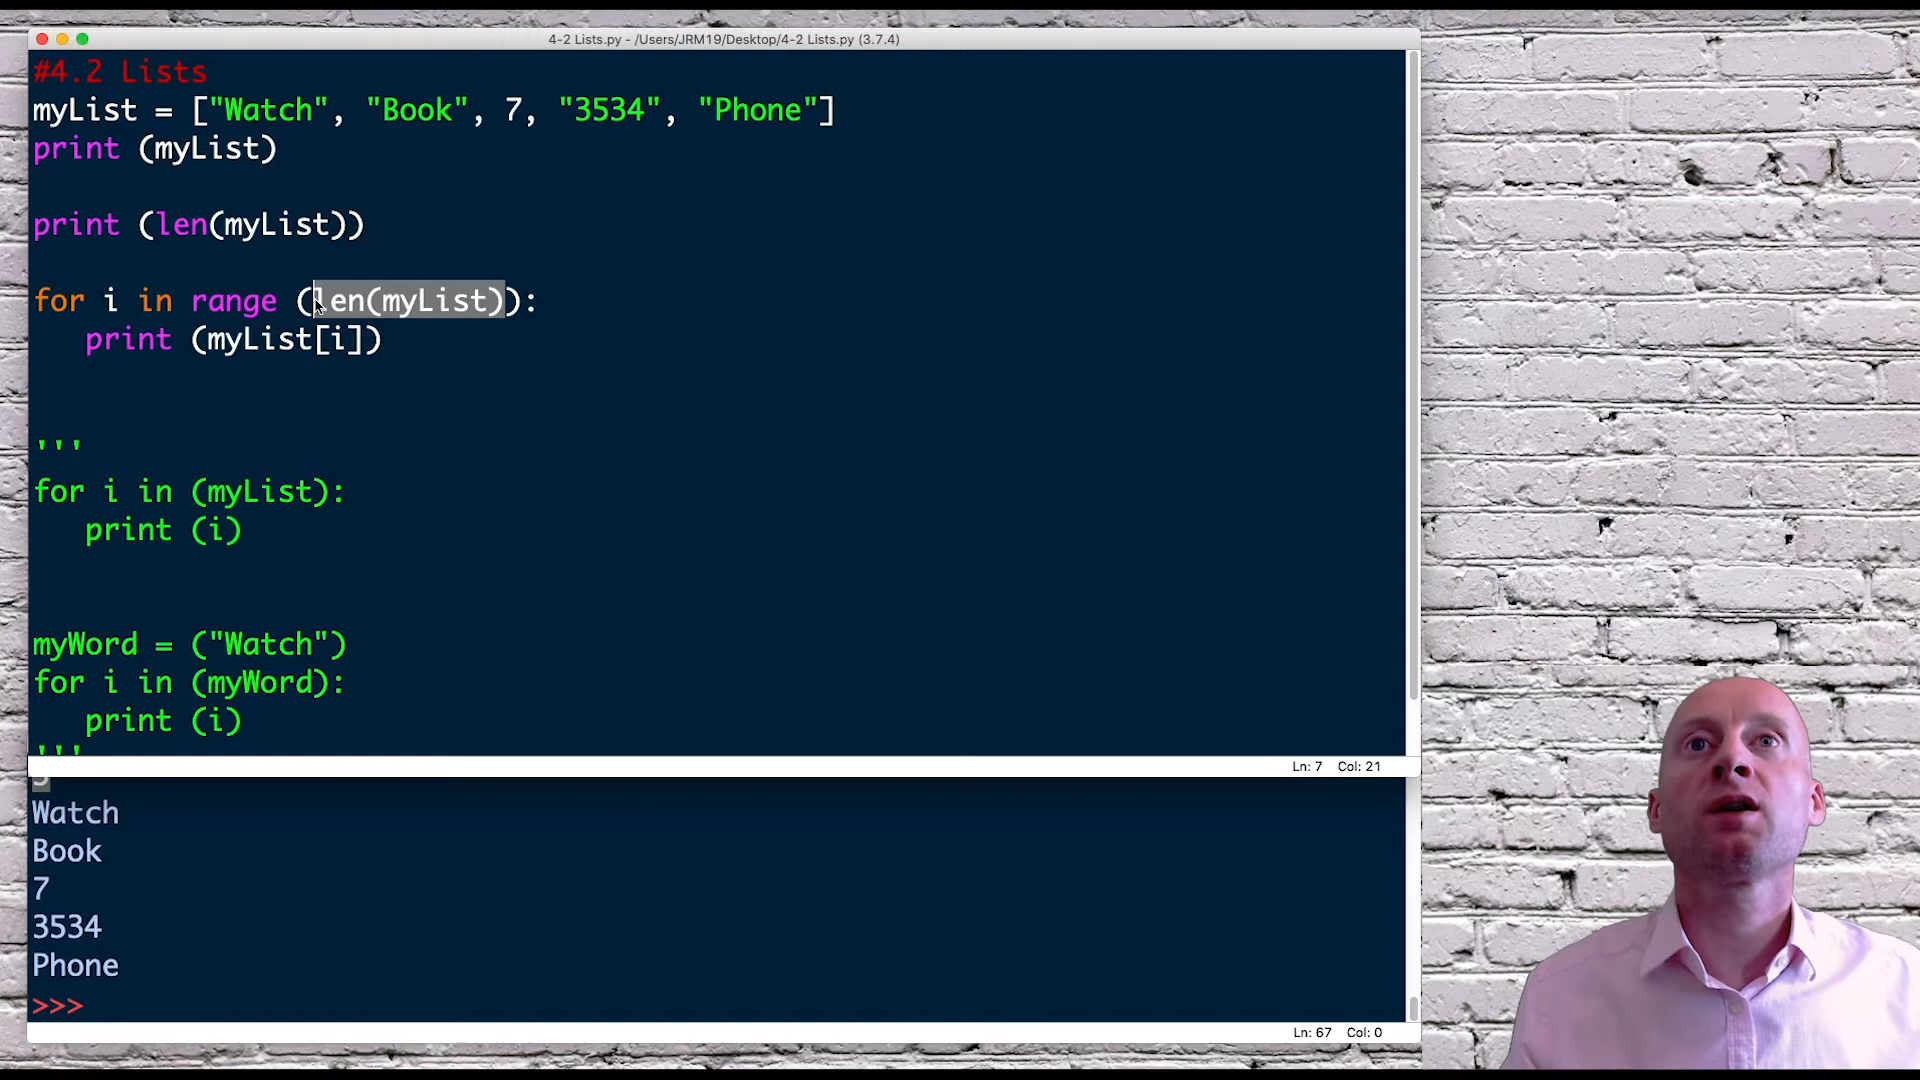 4-2 Lists.py - /Users/JRM19/Desktop/4-2 Lists.py (3.7.4)
#4.2 Lists
myList = ["Watch", "Book", 7, "3534", "Phone"]
print (myList)
print (len(myList))
for i in range (len(myList)):
print (myList[i])
'''
for i in (myList):
print (i)
myWord = ("Watch")
for i in (myWord):
print (i)
'''
Ln: 7 Col: 21
Watch
Book
7
3534
Phone
>>>
Ln: 67 Col: 0